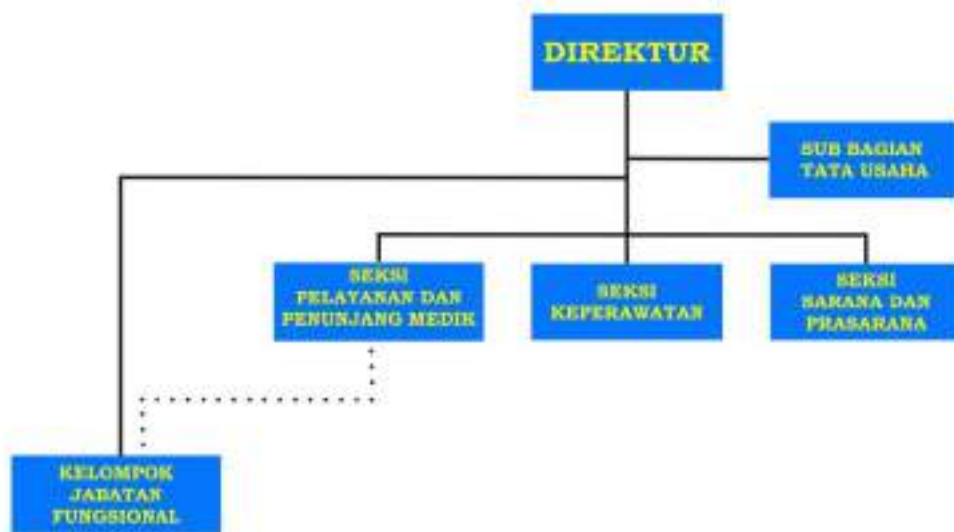 DIREKTUR
SUB BAGIAN
TATA USAHA
SEKSI
PELAYANAN DAN
PENUNJANG MEDIK
SEKSI
KEPERAWATAN
SEKSI
SARANA DAN
PRASARANA
KELOMPOK
JABATAN
FUNGSIONAL